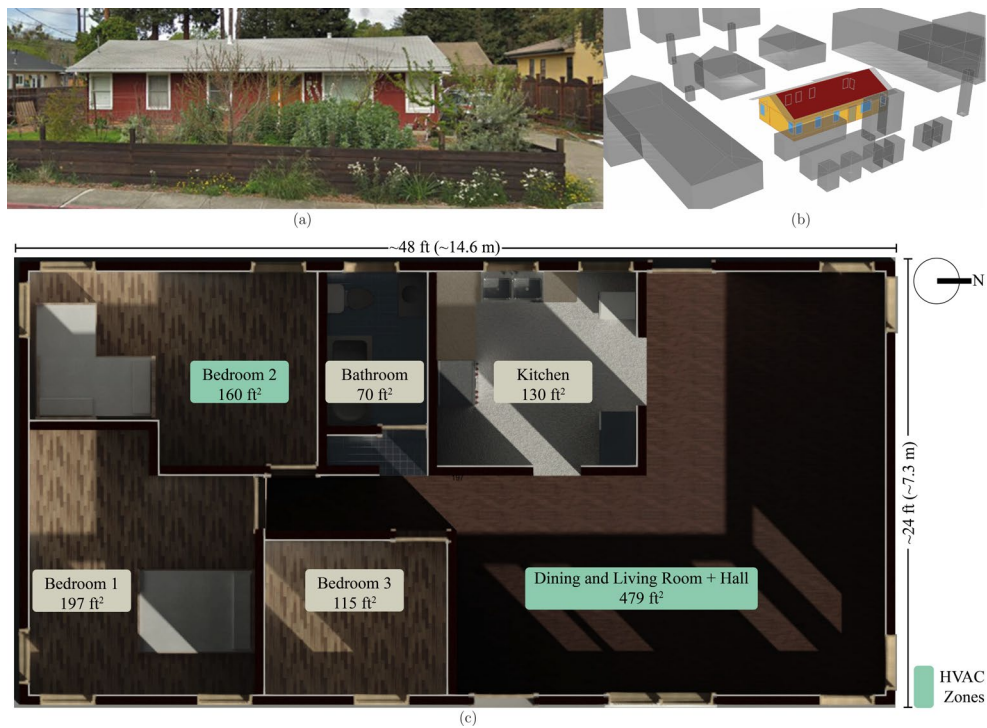 (a)
(b)
~48 ft (~14.6 m)
N
Bedroom 2
160 ft²
Bathroom
70 ft²
Kitchen
130 ft²
~24 ft (~7.3 m)
Bedroom 1
197 ft²
Bedroom 3
115 ft²
Dining and Living Room + Hall
479 ft²
HVAC
Zones
(c)